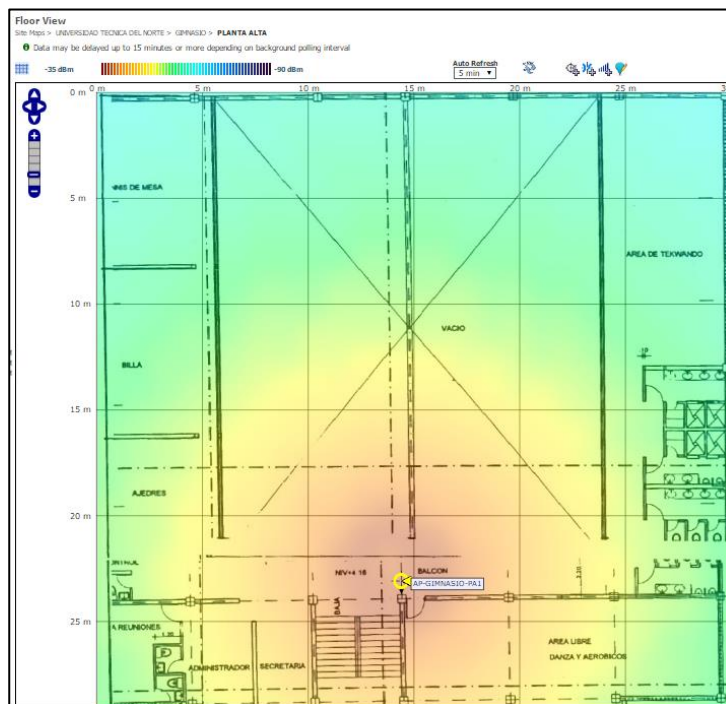 Floor View
Site Maps > UNIVERSIDAD TECNICA DEL NORTE > GIMNASIO > PLANTA ALTA
Data may be delayed up to 15 minutes or more depending on background polling interval
-35 dBm
-90 dBm
Auto Refresh
5 min
0 m
5 m
10 m
15 m
20 m
25 m
0 m
5 m
10 m
15 m
20 m
25 m
NIS DE MESA
AREA DE TEKWANDO
VACIO
BILLA
AJEDRES
NIV+4.16
BALCON
AP-GIMNASIO-PA1
BAJA
A REUNIONES
ADMINISTRADOR
SECRETARIA
AREA LIBRE
DANZA Y AEROBICOS